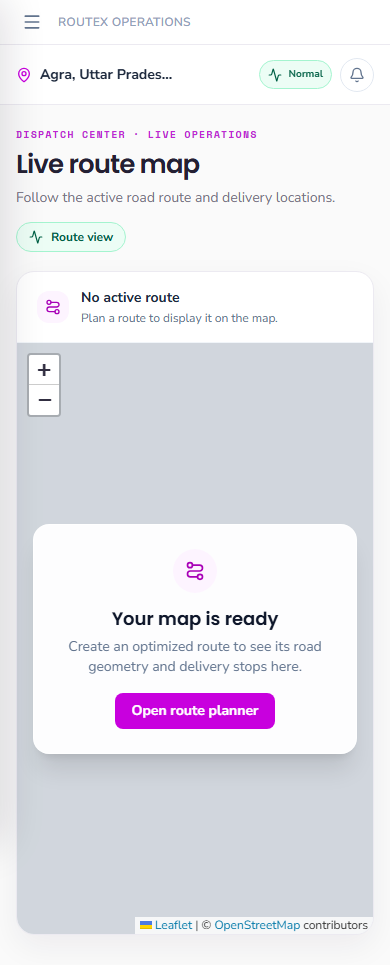 ROUTEX OPERATIONS
Agra, Uttar Prades...
Normal
DISPATCH CENTER · LIVE OPERATIONS
Live route map
Follow the active road route and delivery locations.
Route view
No active route
Plan a route to display it on the map.
+
−
Your map is ready
Create an optimized route to see its road
geometry and delivery stops here.
Open route planner
Leaflet | © OpenStreetMap contributors